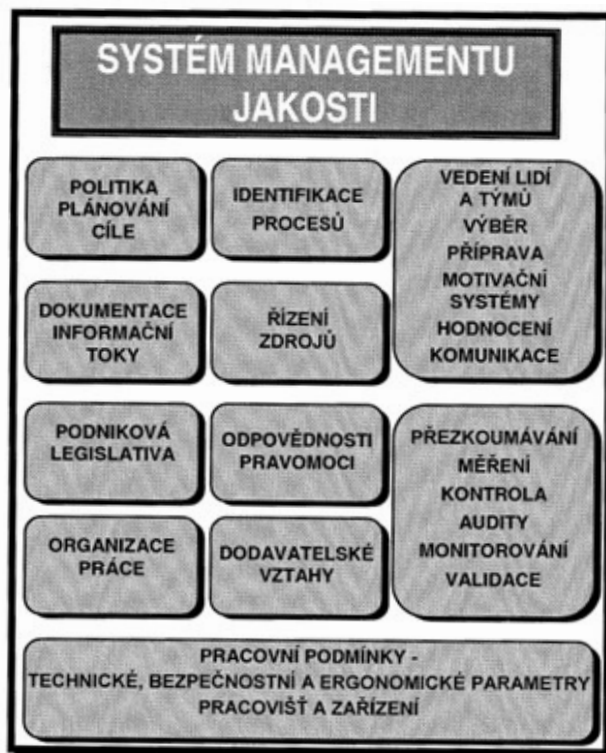 SYSTÉM MANAGEMENTU
JAKOSTI
POLITIKA
PLÁNOVÁNÍ
CÍLE
IDENTIFIKACE
PROCESŮ
VEDENÍ LIDÍ
A TÝMŮ
VÝBĚR
PŘÍPRAVA
MOTIVAČNÍ
SYSTÉMY
HODNOCENÍ
KOMUNIKACE
DOKUMENTACE
INFORMAČNÍ
TOKY
ŘÍZENÍ
ZDROJŮ
PODNIKOVÁ
LEGISLATIVA
ODPOVĚDNOSTI
PRAVOMOCI
PŘEZKOUMÁVÁNÍ
MĚŘENÍ
KONTROLA
AUDITY
MONITOROVÁNÍ
VALIDACE
ORGANIZACE
PRÁCE
DODAVATELSKÉ
VZTAHY
PRACOVNÍ PODMÍNKY -
TECHNICKÉ, BEZPEČNOSTNÍ A ERGONOMICKÉ PARAMETRY
PRACOVIŠŤ A ZAŘÍZENÍ